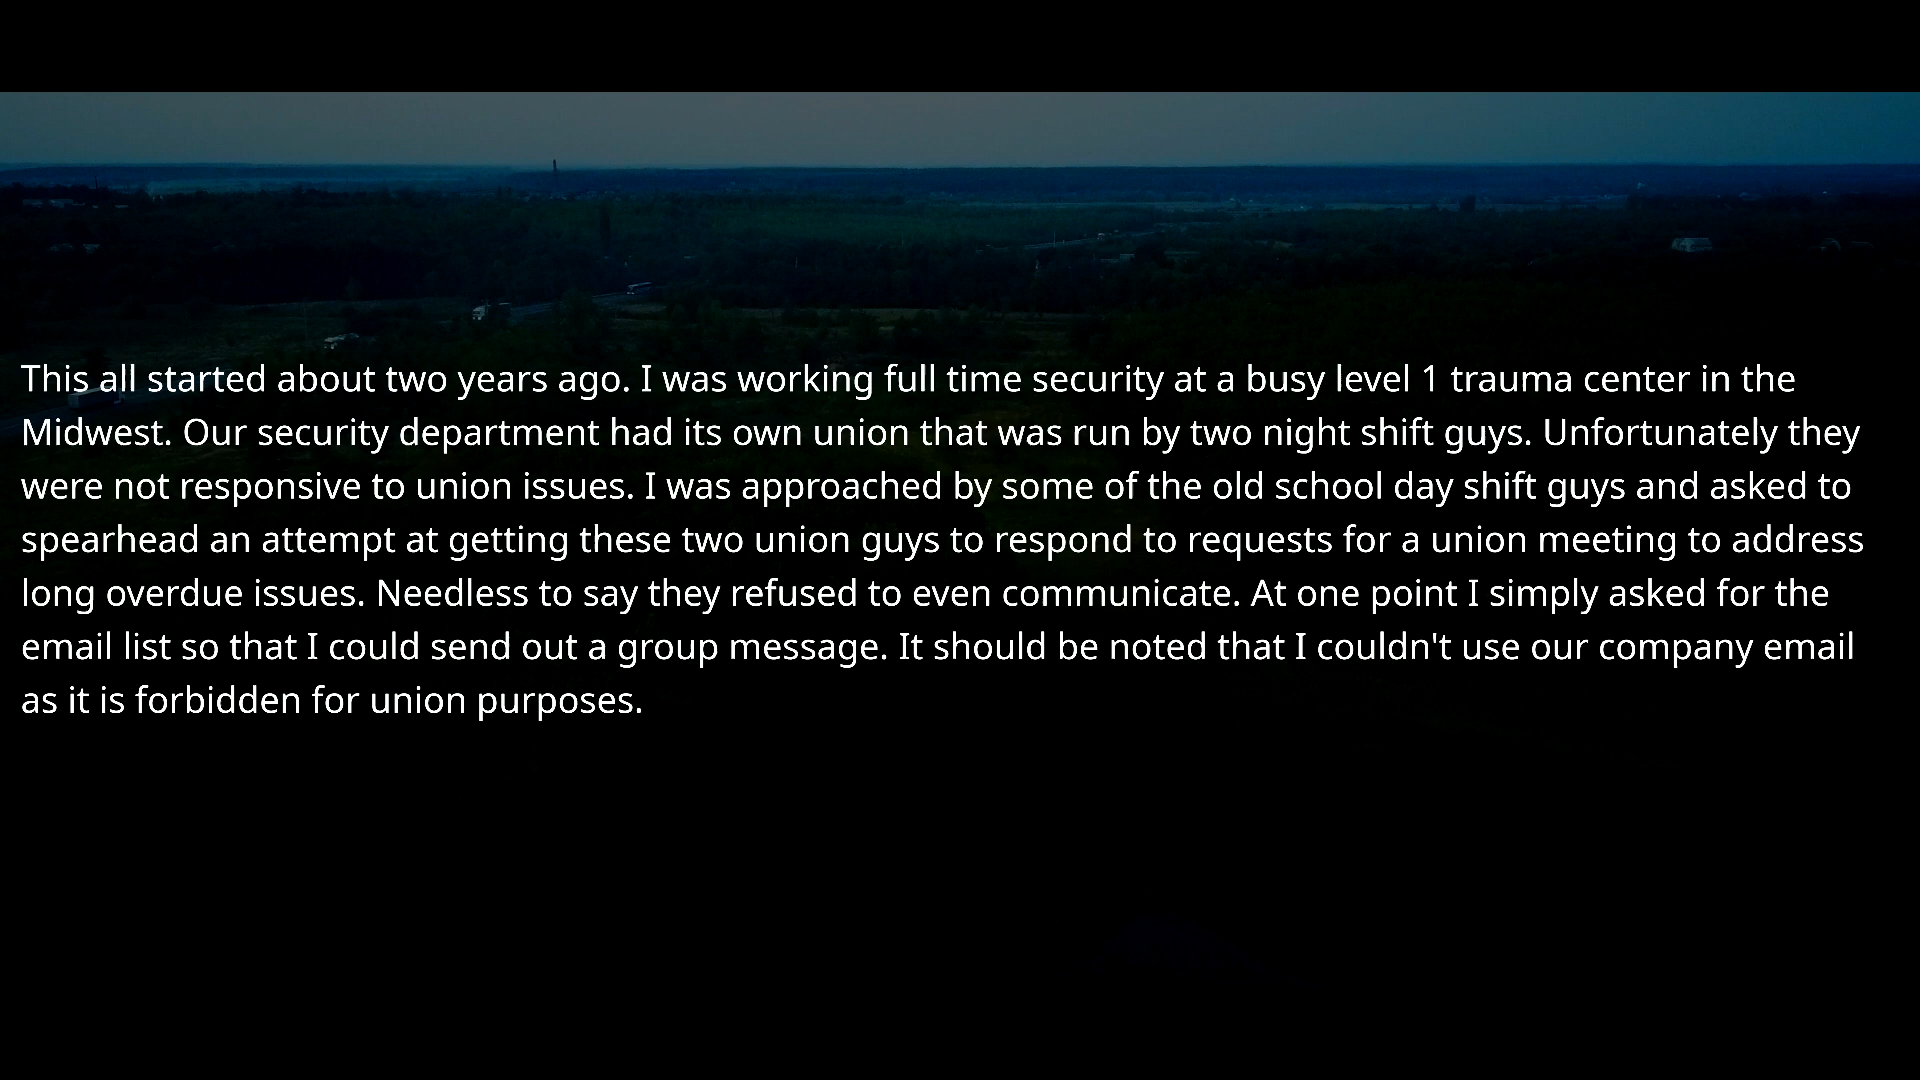 This all started about two years ago. I was working full time security at a busy level 1 trauma center in the
Midwest. Our security department had its own union that was run by two night shift guys. Unfortunately they
were not responsive to union issues. I was approached by some of the old school day shift guys and asked to
spearhead an attempt at getting these two union guys to respond to requests for a union meeting to address
long overdue issues. Needless to say they refused to even communicate. At one point I simply asked for the
email list so that I could send out a group message. It should be noted that I couldn't use our company email
as it is forbidden for union purposes.